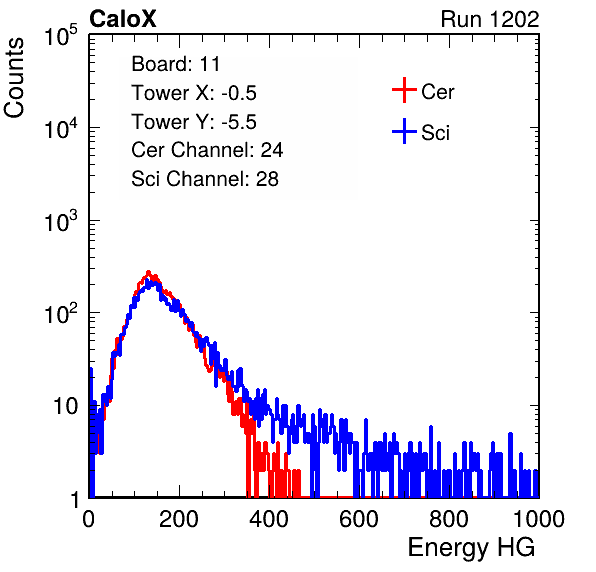 CaloX Run 1202
Counts
Board: 11
Tower X: -0.5
Tower Y: -5.5
Cer Channel: 24
Sci Channel: 28
Cer
Sci
10^5
10^4
10^3
10^2
10
1
0 200 400 600 800 1000
Energy HG